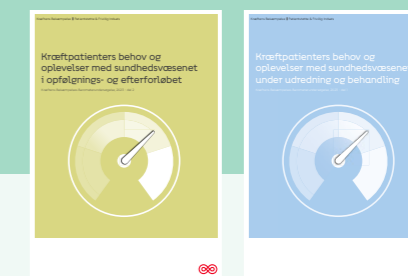 Kræftpatienters behov og
oplevelser med sundhedsvæsenet
i opfølgnings- og efterforløbet
Kræftpatienters behov og
oplevelser med sundhedsvæsenet
under udredning og behandling